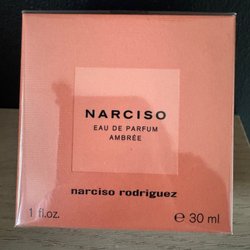 NARCISO
EAU DE PARFUM
AMBRÉE
narciso rodriguez
1 fl.oz. ℮ 30 ml